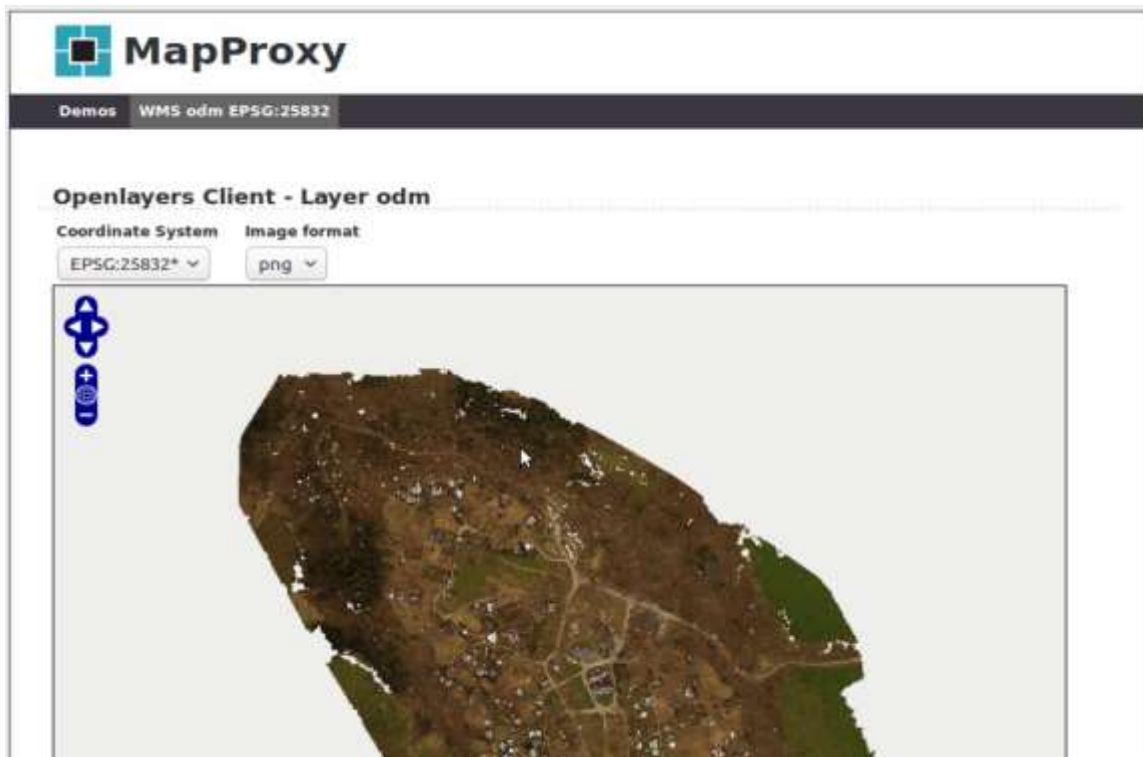 MapProxy
Demos WMS odm EPSG:25832
Openlayers Client - Layer odm
Coordinate System Image format
EPSG:25832* png